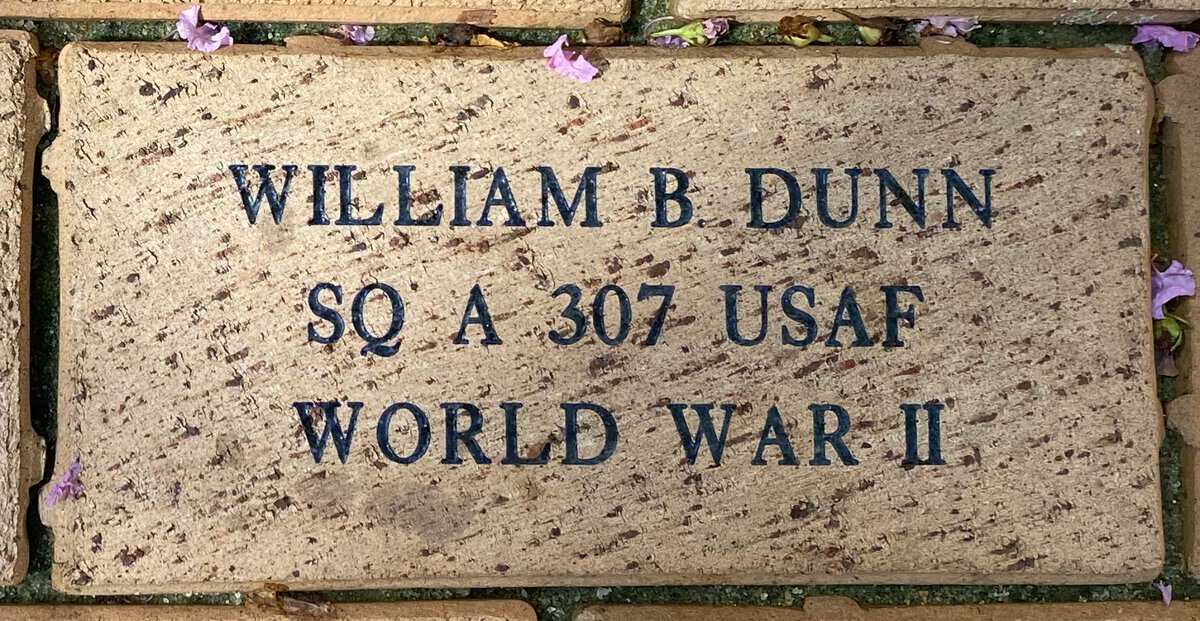 WILLIAM B. DUNN
SQ A 307 USAF
WORLD WAR II